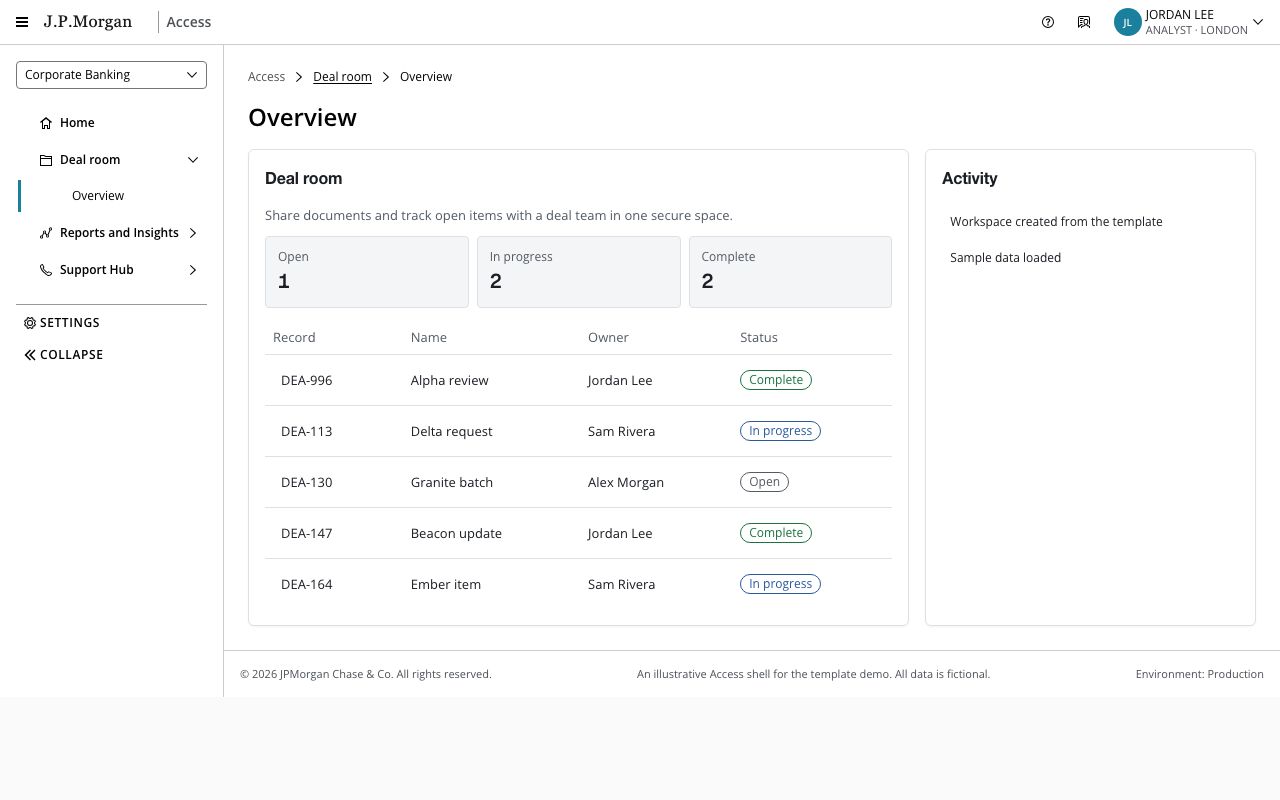 J.P.Morgan
Access
JL
JORDAN LEE
ANALYST · LONDON
Corporate Banking
Home
Deal room
Overview
Reports and Insights
Support Hub
SETTINGS
COLLAPSE
Access > Deal room > Overview
Overview
Deal room
Share documents and track open items with a deal team in one secure space.
Open
1
In progress
2
Complete
2
Record Name Owner Status
DEA-996 Alpha review Jordan Lee Complete
DEA-113 Delta request Sam Rivera In progress
DEA-130 Granite batch Alex Morgan Open
DEA-147 Beacon update Jordan Lee Complete
DEA-164 Ember item Sam Rivera In progress
Activity
Workspace created from the template
Sample data loaded
© 2026 JPMorgan Chase & Co. All rights reserved.
An illustrative Access shell for the template demo. All data is fictional.
Environment: Production